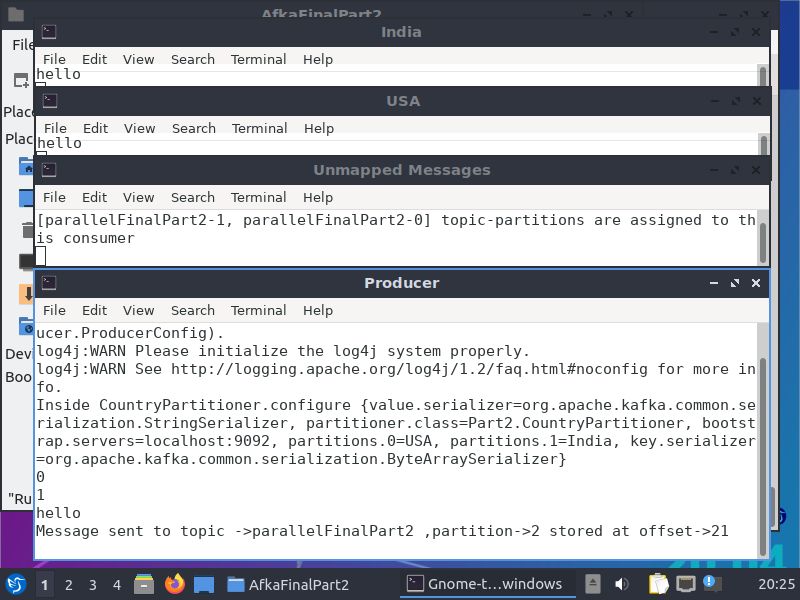 AfkaFinalPart2
India
File
File Edit View Search Terminal Help
hello
USA
Place
File Edit View Search Terminal Help
Plac
hello
Unmapped Messages
File Edit View Search Terminal Help
[parallelFinalPart2-1, parallelFinalPart2-0] topic-partitions are assigned to th
is consumer
Producer
File Edit View Search Terminal Help
ucer.ProducerConfig).
log4j:WARN Please initialize the log4j system properly.
Devi
log4j:WARN See http://logging.apache.org/log4j/1.2/faq.html#noconfig for more in
Boo
fo.
Inside CountryPartitioner.configure {value.serializer=org.apache.kafka.common.se
rialization.StringSerializer, partitioner.class=Part2.CountryPartitioner, bootst
rap.servers=localhost:9092, partitions.0=USA, partitions.1=India, key.serializer
=org.apache.kafka.common.serialization.ByteArraySerializer}
0
1
"Ru
hello
Message sent to topic ->parallelFinalPart2 ,partition->2 stored at offset->21
1 2 3 4 AfkaFinalPart2 Gnome-t...windows 20:25